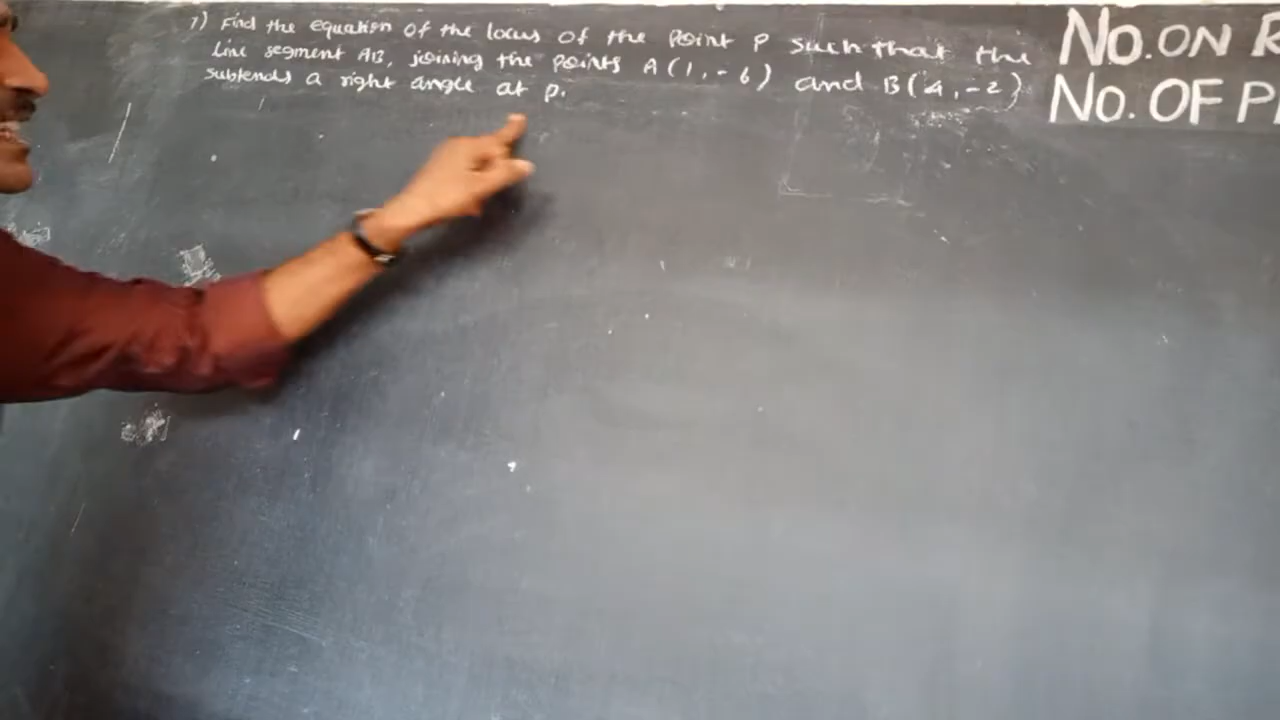 7) Find the equation of the locus of the point P such that the
line segment AB, joining the points A(1,-6) and B(4,-2)
subtends a right angle at p.
No. ON R
No. OF P